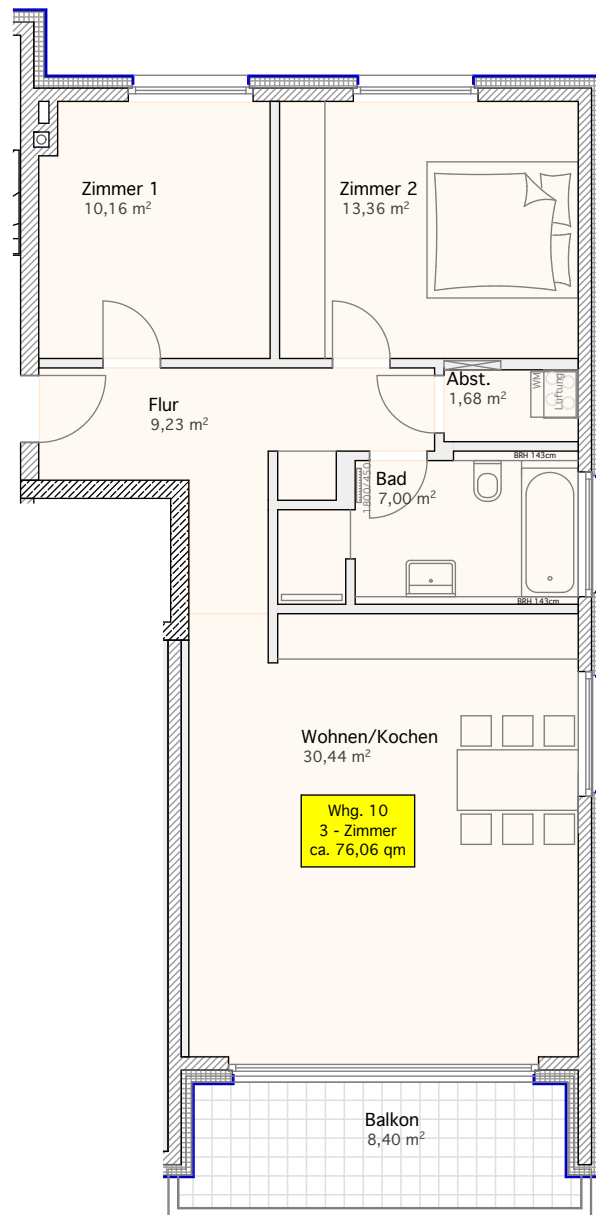 Zimmer 1
10,16 m²
Zimmer 2
13,36 m²
Abst.
1,68 m²
WM
Lüftung
Flur
9,23 m²
BRH 143cm
Bad
7,00 m²
1800/450
BRH 143cm
Wohnen/Kochen
30,44 m²
Whg. 10
3 - Zimmer
ca. 76,06 qm
Balkon
8,40 m²